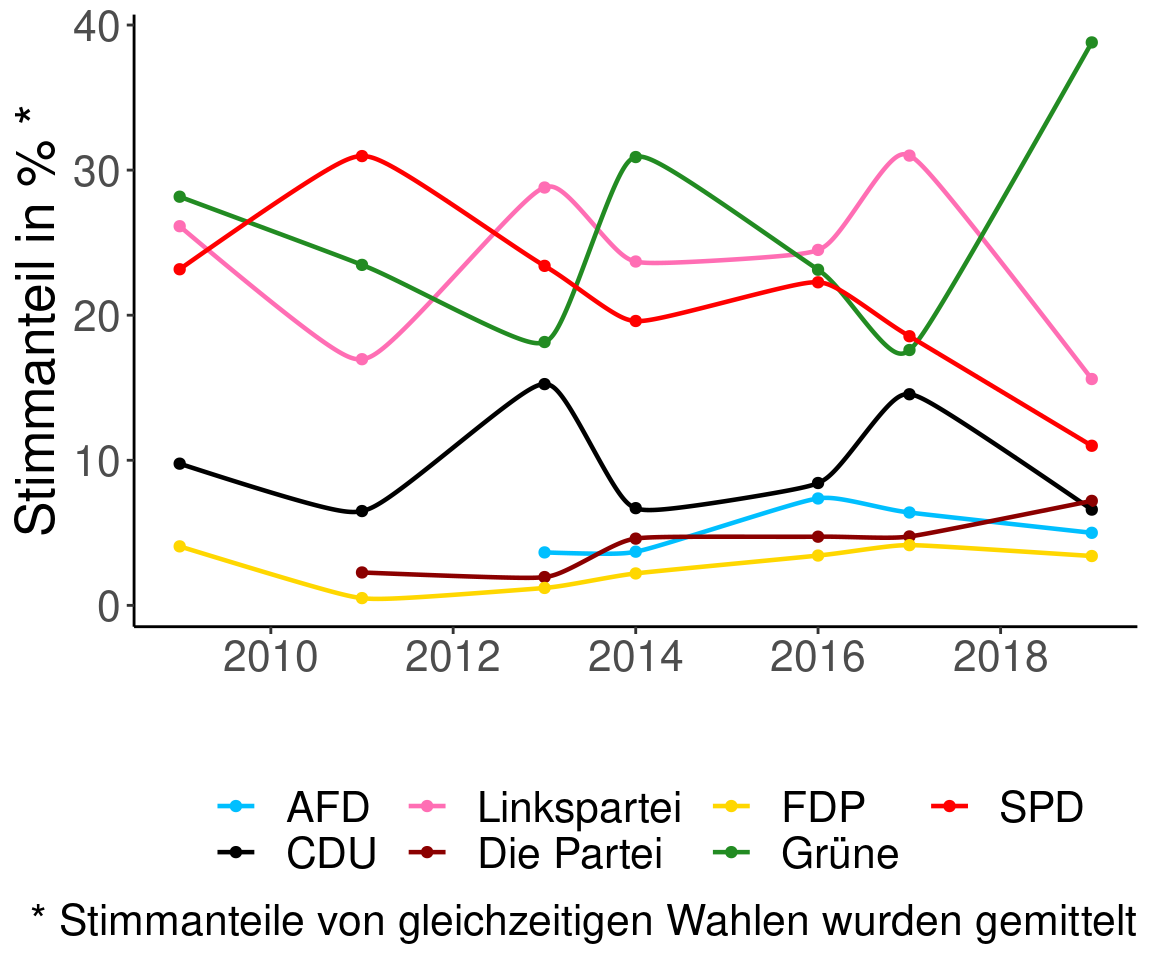 Stimmanteil in % *
40
30
20
10
0
2010 2012 2014 2016 2018
AFD Linkspartei FDP SPD
CDU Die Partei Grüne
* Stimmanteile von gleichzeitigen Wahlen wurden gemittelt